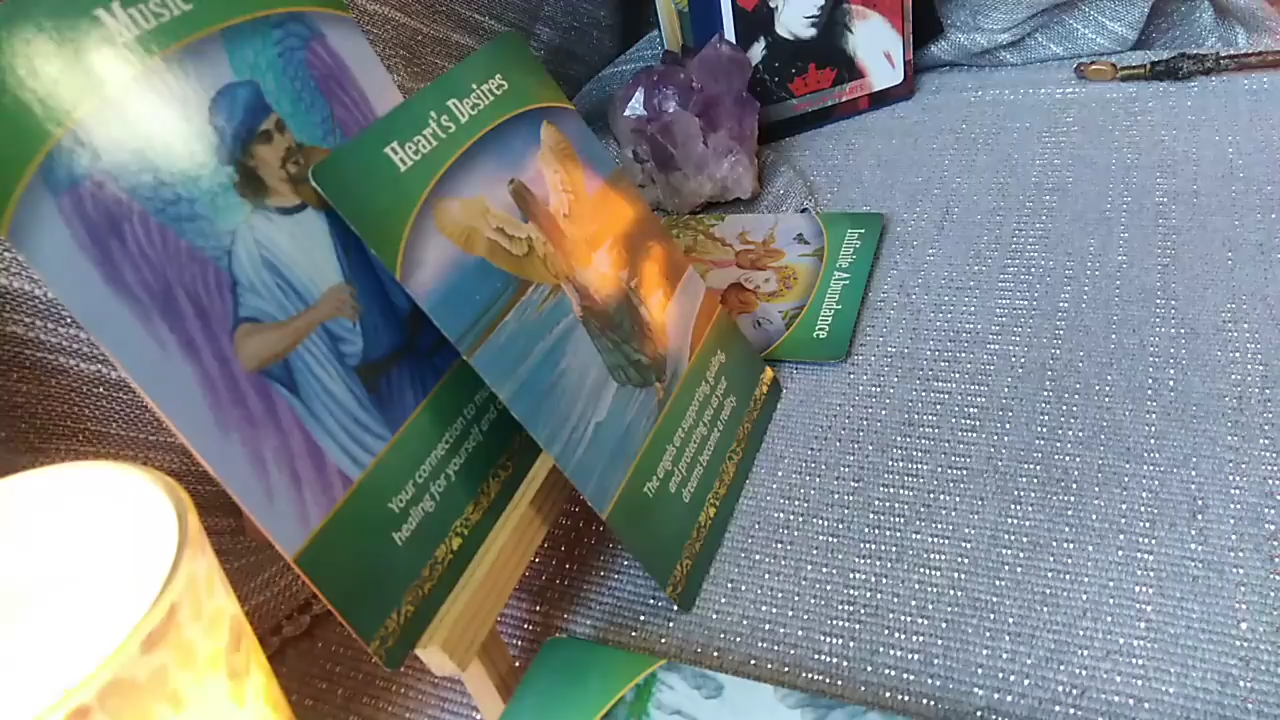 Music
Your connection to
healing for yourself and
Heart's Desires
The angels are supporting, guiding,
and protecting you as your
dreams become a reality.
Infinite Abundance